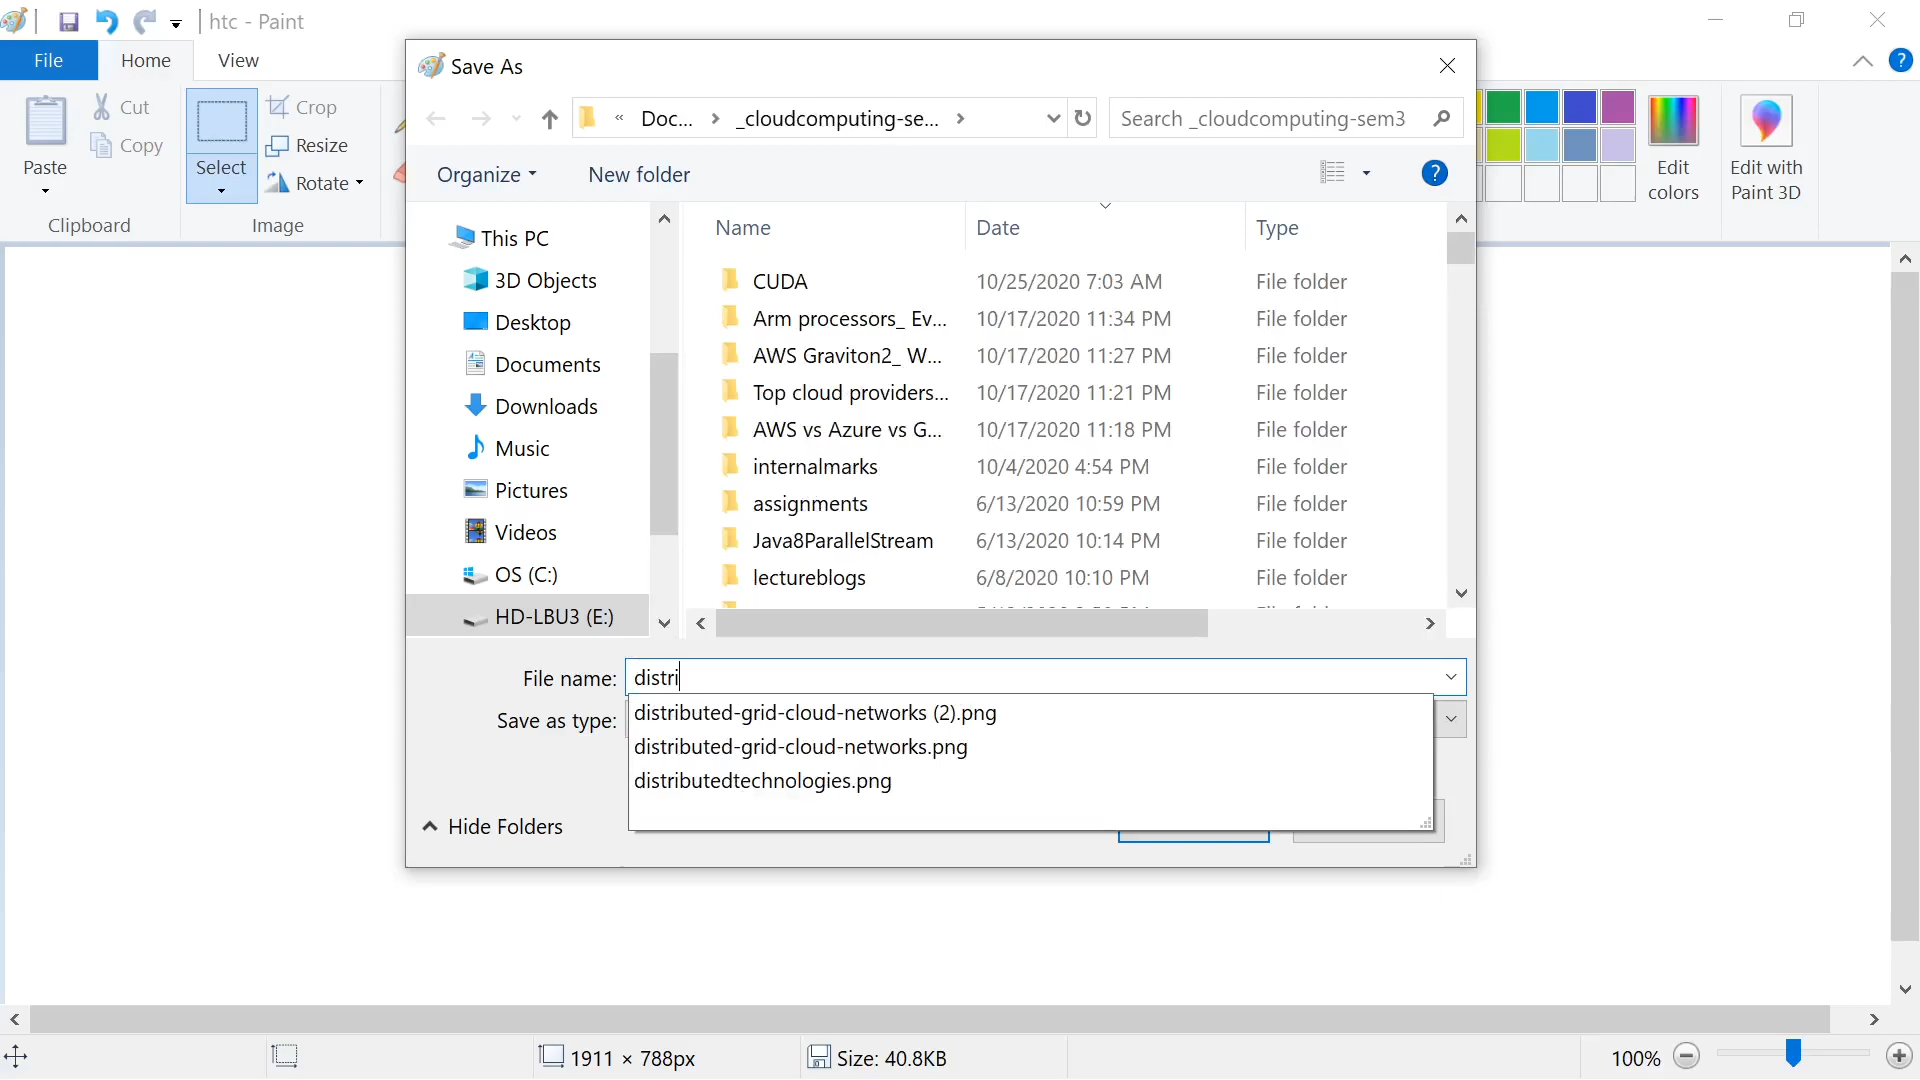 htc - Paint
File
Home
View
Paste
Cut
Copy
Clipboard
Select
Crop
Resize
Rotate
Image
Edit colors
Edit with Paint 3D
?
Save As
« Doc... > _cloudcomputing-se... >
Search _cloudcomputing-sem3
Organize
New folder
?
This PC
3D Objects
Desktop
Documents
Downloads
Music
Pictures
Videos
OS (C:)
HD-LBU3 (E:)
Name Date Type
CUDA 10/25/2020 7:03 AM File folder
Arm processors_ Ev... 10/17/2020 11:34 PM File folder
AWS Graviton2_ W... 10/17/2020 11:27 PM File folder
Top cloud providers... 10/17/2020 11:21 PM File folder
AWS vs Azure vs G... 10/17/2020 11:18 PM File folder
internalmarks 10/4/2020 4:54 PM File folder
assignments 6/13/2020 10:59 PM File folder
Java8ParallelStream 6/13/2020 10:14 PM File folder
lectureblogs 6/8/2020 10:10 PM File folder
File name: distri
Save as type:
distributed-grid-cloud-networks (2).png
distributed-grid-cloud-networks.png
distributedtechnologies.png
Hide Folders
1911 × 788px
Size: 40.8KB
100%